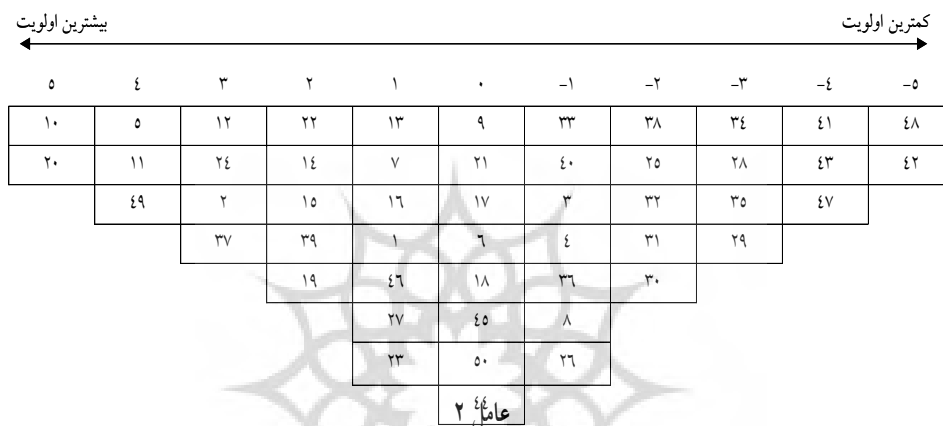 کمترین اولویت بیشترین اولویت
-٥ -٤ -٣ -٢ -١ ٠ ١ ٢ ٣ ٤ ٥
٤٨ ٤١ ٣٤ ٣٨ ٣٣ ٩ ١٣ ٢٢ ١٢ ٥ ١٠
٤٢ ٤٣ ٢٨ ٢٥ ٤٠ ٢١ ٧ ١٤ ٢٤ ١١ ٢٠
٤٧ ٣٥ ٣٢ ٣ ١٧ ١٦ ١٥ ٢ ٤٩
٢٩ ٣١ ٤ ٦ ١ ٣٩ ٣٧
٣٠ ٣٦ ١٨ ٤٦ ١٩
٨ ٤٥ ٢٧
٢٦ ٥٠ ٢٣
٤٤
عامل ٢